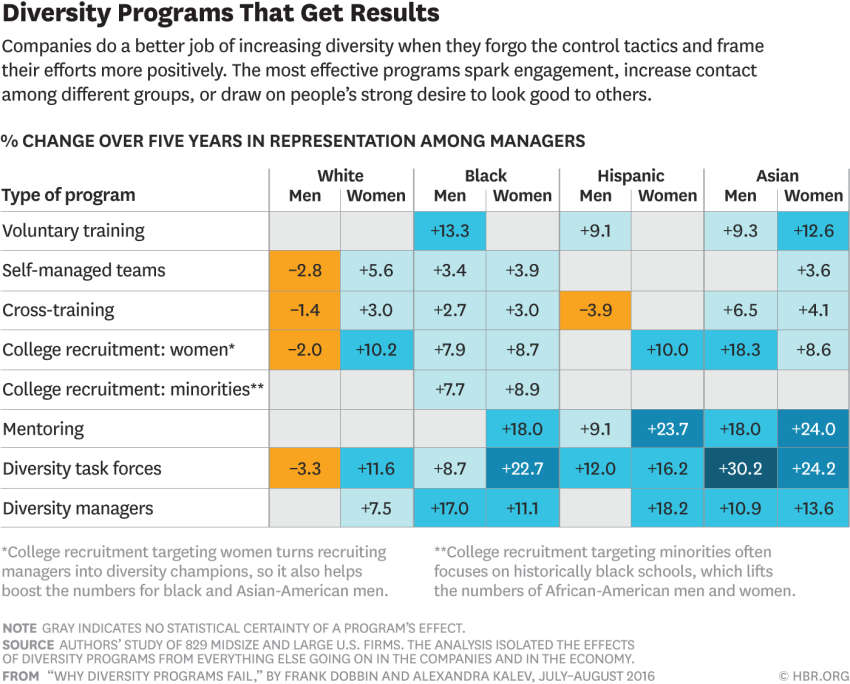 Diversity Programs That Get Results
Companies do a better job of increasing diversity when they forgo the control tactics and frame
their efforts more positively. The most effective programs spark engagement, increase contact
among different groups, or draw on people’s strong desire to look good to others.
% CHANGE OVER FIVE YEARS IN REPRESENTATION AMONG MANAGERS
White Black Hispanic Asian
Type of program Men Women Men Women Men Women Men Women
Voluntary training +13.3 +9.1 +9.3 +12.6
Self-managed teams −2.8 +5.6 +3.4 +3.9 +3.6
Cross-training −1.4 +3.0 +2.7 +3.0 −3.9 +6.5 +4.1
College recruitment: women* −2.0 +10.2 +7.9 +8.7 +10.0 +18.3 +8.6
College recruitment: minorities** +7.7 +8.9
Mentoring +18.0 +9.1 +23.7 +18.0 +24.0
Diversity task forces −3.3 +11.6 +8.7 +22.7 +12.0 +16.2 +30.2 +24.2
Diversity managers +7.5 +17.0 +11.1 +18.2 +10.9 +13.6
*College recruitment targeting women turns recruiting
managers into diversity champions, so it also helps
boost the numbers for black and Asian-American men.
**College recruitment targeting minorities often
focuses on historically black schools, which lifts
the numbers of African-American men and women.
NOTE GRAY INDICATES NO STATISTICAL CERTAINTY OF A PROGRAM’S EFFECT.
SOURCE AUTHORS’ STUDY OF 829 MIDSIZE AND LARGE U.S. FIRMS. THE ANALYSIS ISOLATED THE EFFECTS
OF DIVERSITY PROGRAMS FROM EVERYTHING ELSE GOING ON IN THE COMPANIES AND IN THE ECONOMY.
FROM “WHY DIVERSITY PROGRAMS FAIL,” BY FRANK DOBBIN AND ALEXANDRA KALEV, JULY–AUGUST 2016 © HBR.ORG